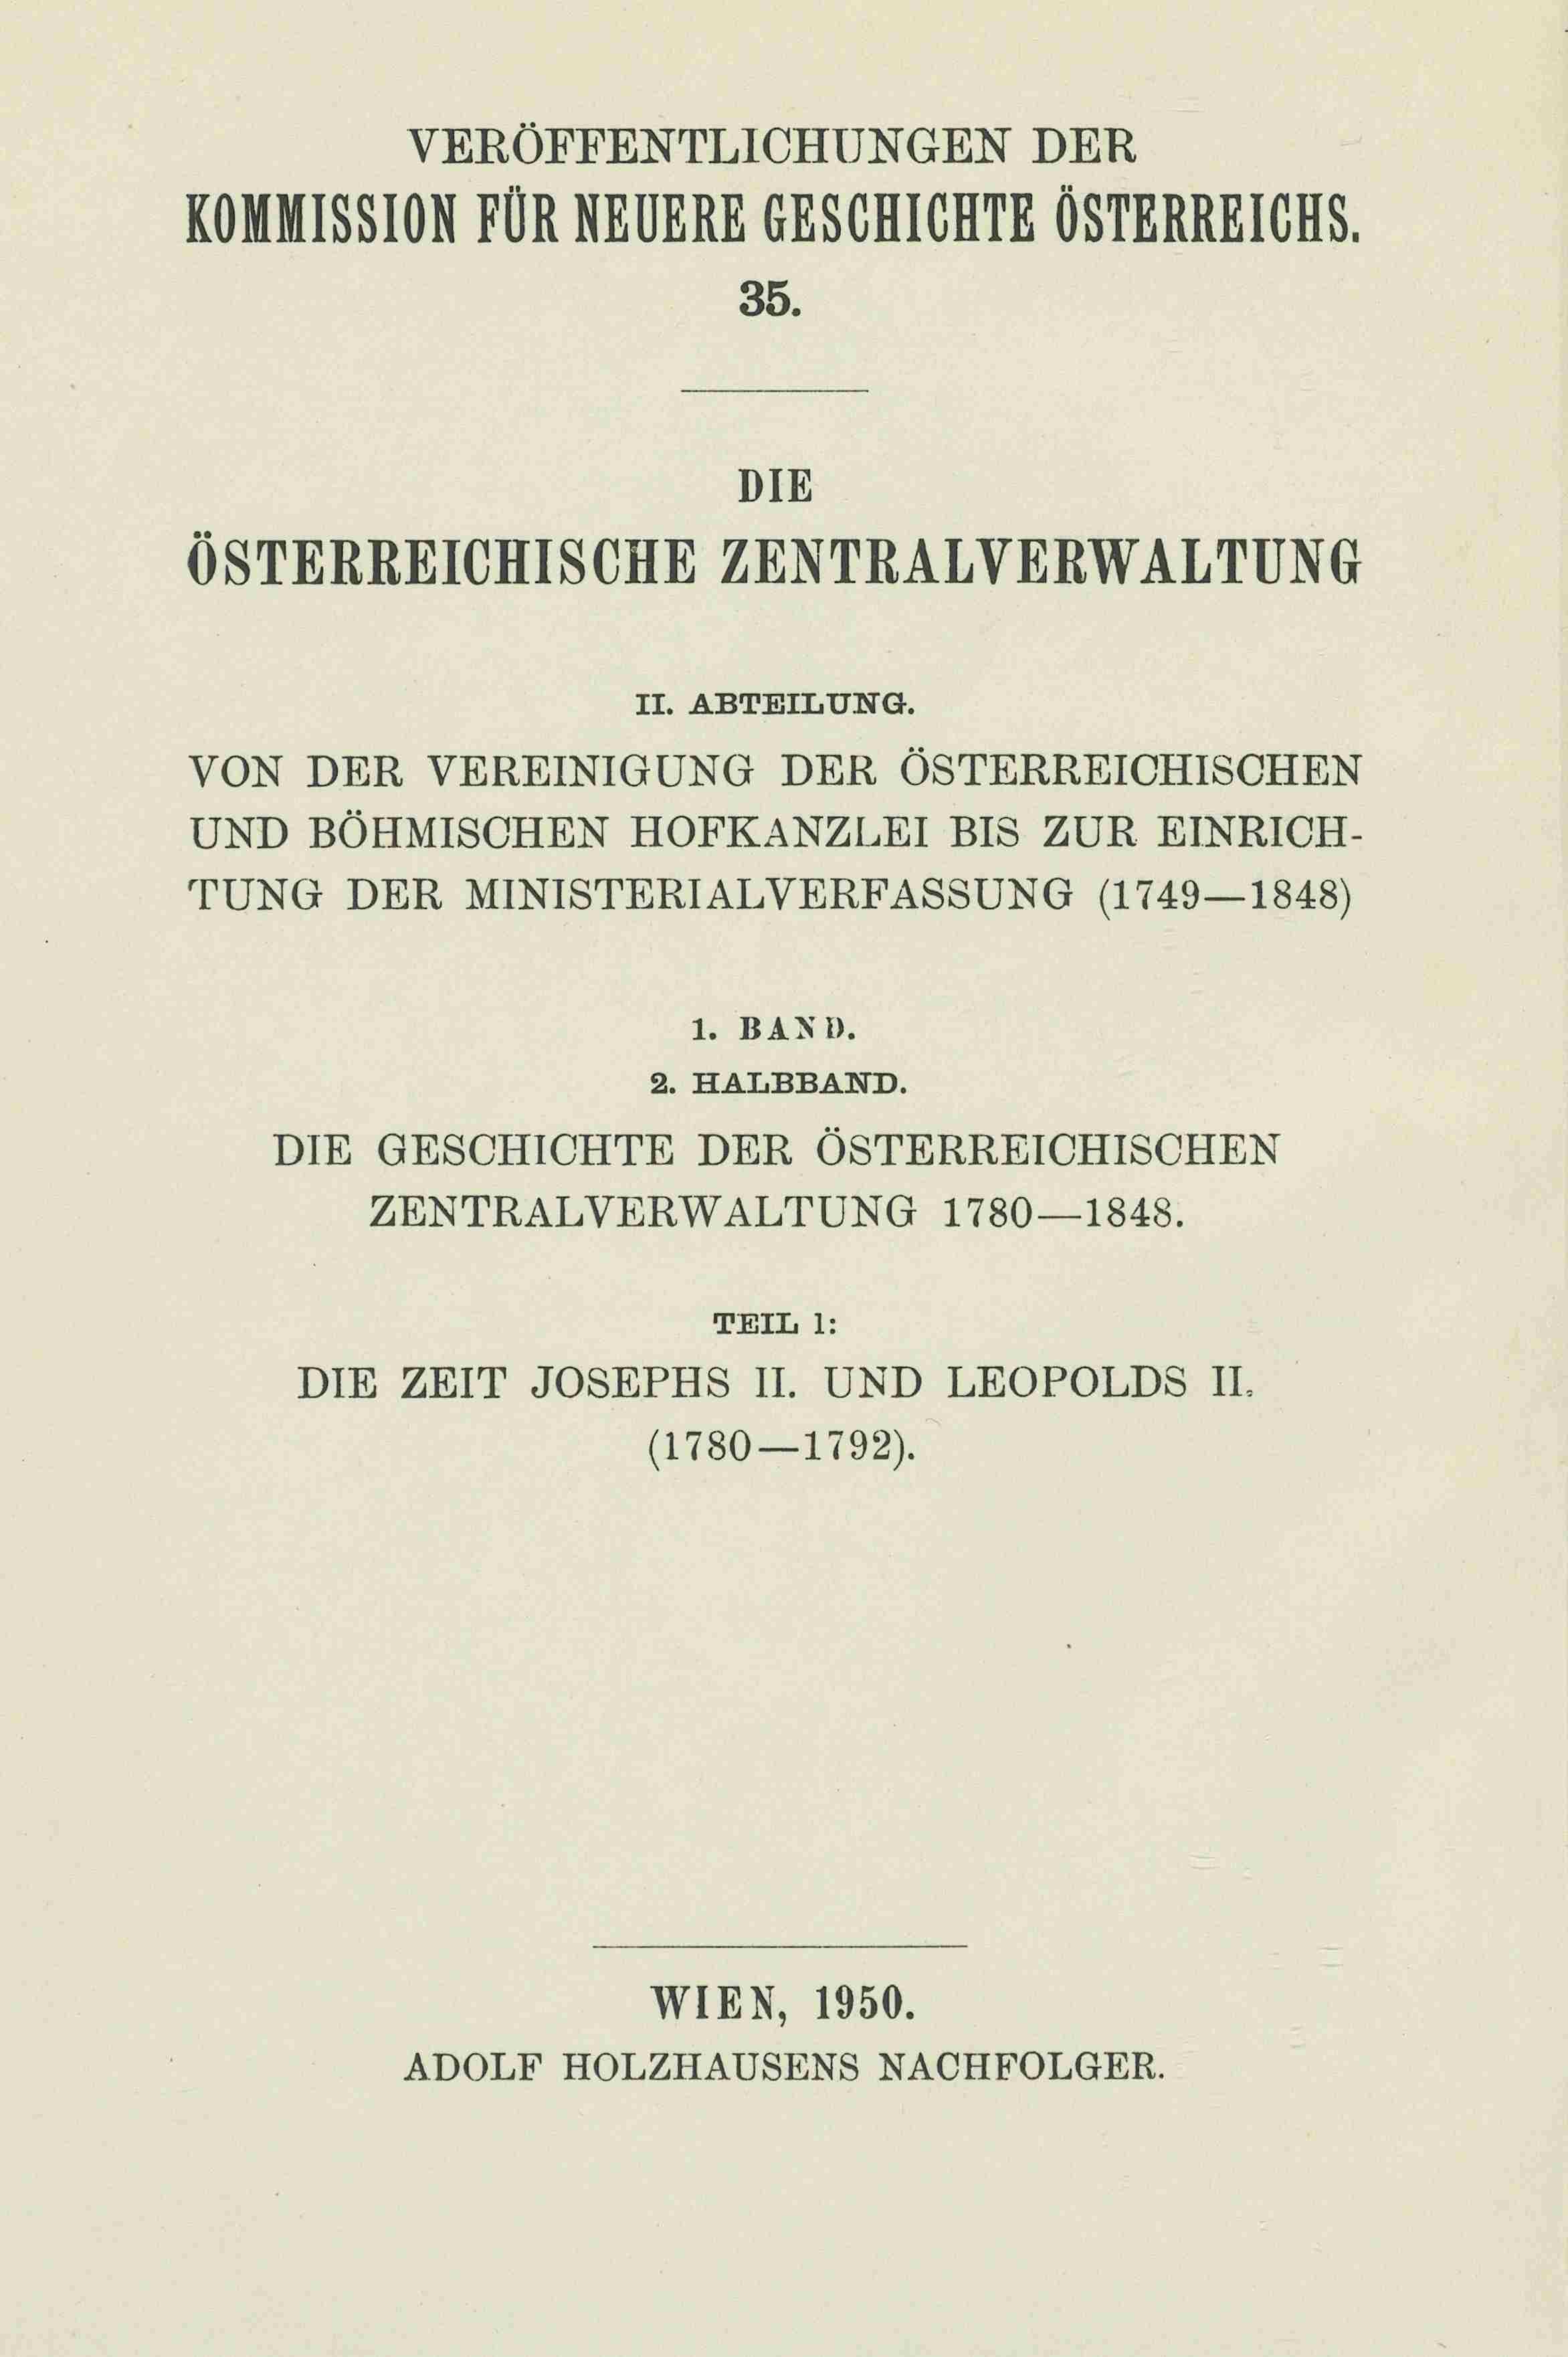 VERÖFFENTLICHUNGEN DER
KOMMISSION FÜR NEUERE GESCHICHTE ÖSTERREICHS.
35.
DIE
ÖSTERREICHISCHE ZENTRALVERWALTUNG
II. ABTEILUNG.
VON DER VEREINIGUNG DER ÖSTERREICHISCHEN
UND BÖHMISCHEN HOFKANZLEI BIS ZUR EINRICH-
TUNG DER MINISTERIALVERFASSUNG (1749—1848)
1. BAND.
2. HALBBAND.
DIE GESCHICHTE DER ÖSTERREICHISCHEN
ZENTRALVERWALTUNG 1780—1848.
TEIL 1:
DIE ZEIT JOSEPHS II. UND LEOPOLDS II.
(1780—1792).
WIEN, 1950.
ADOLF HOLZHAUSENS NACHFOLGER.